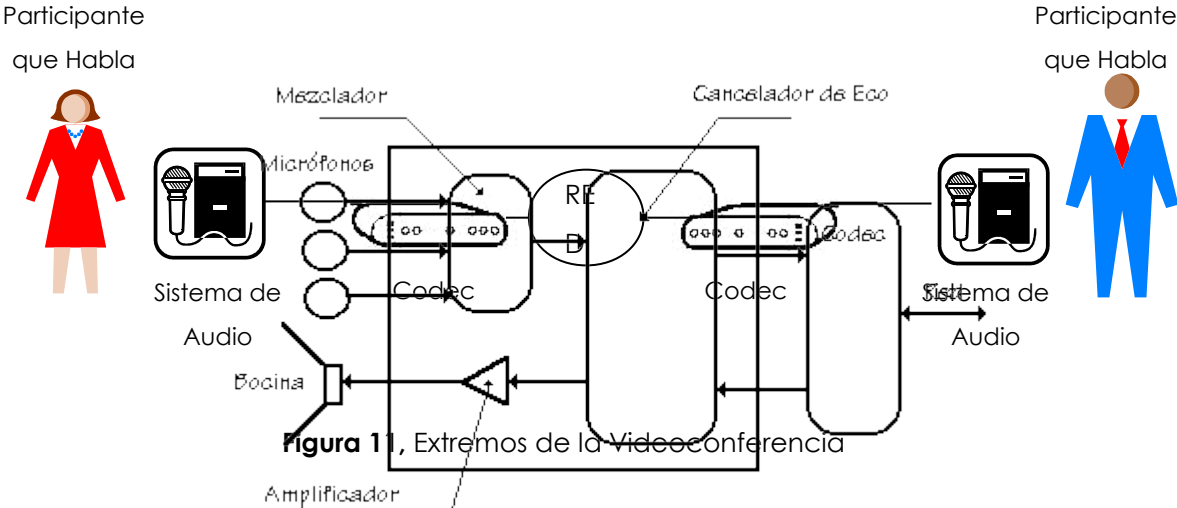 Participante
que Habla
Participante
que Habla
Mezclador
Cancelador de Eco
Micrófonos
RE
D
Codec
Sistema de
Audio
Codec
Codec
Sistema de
Audio
Bocina
Figura 11, Extremos de la Videoconferencia
Amplificador